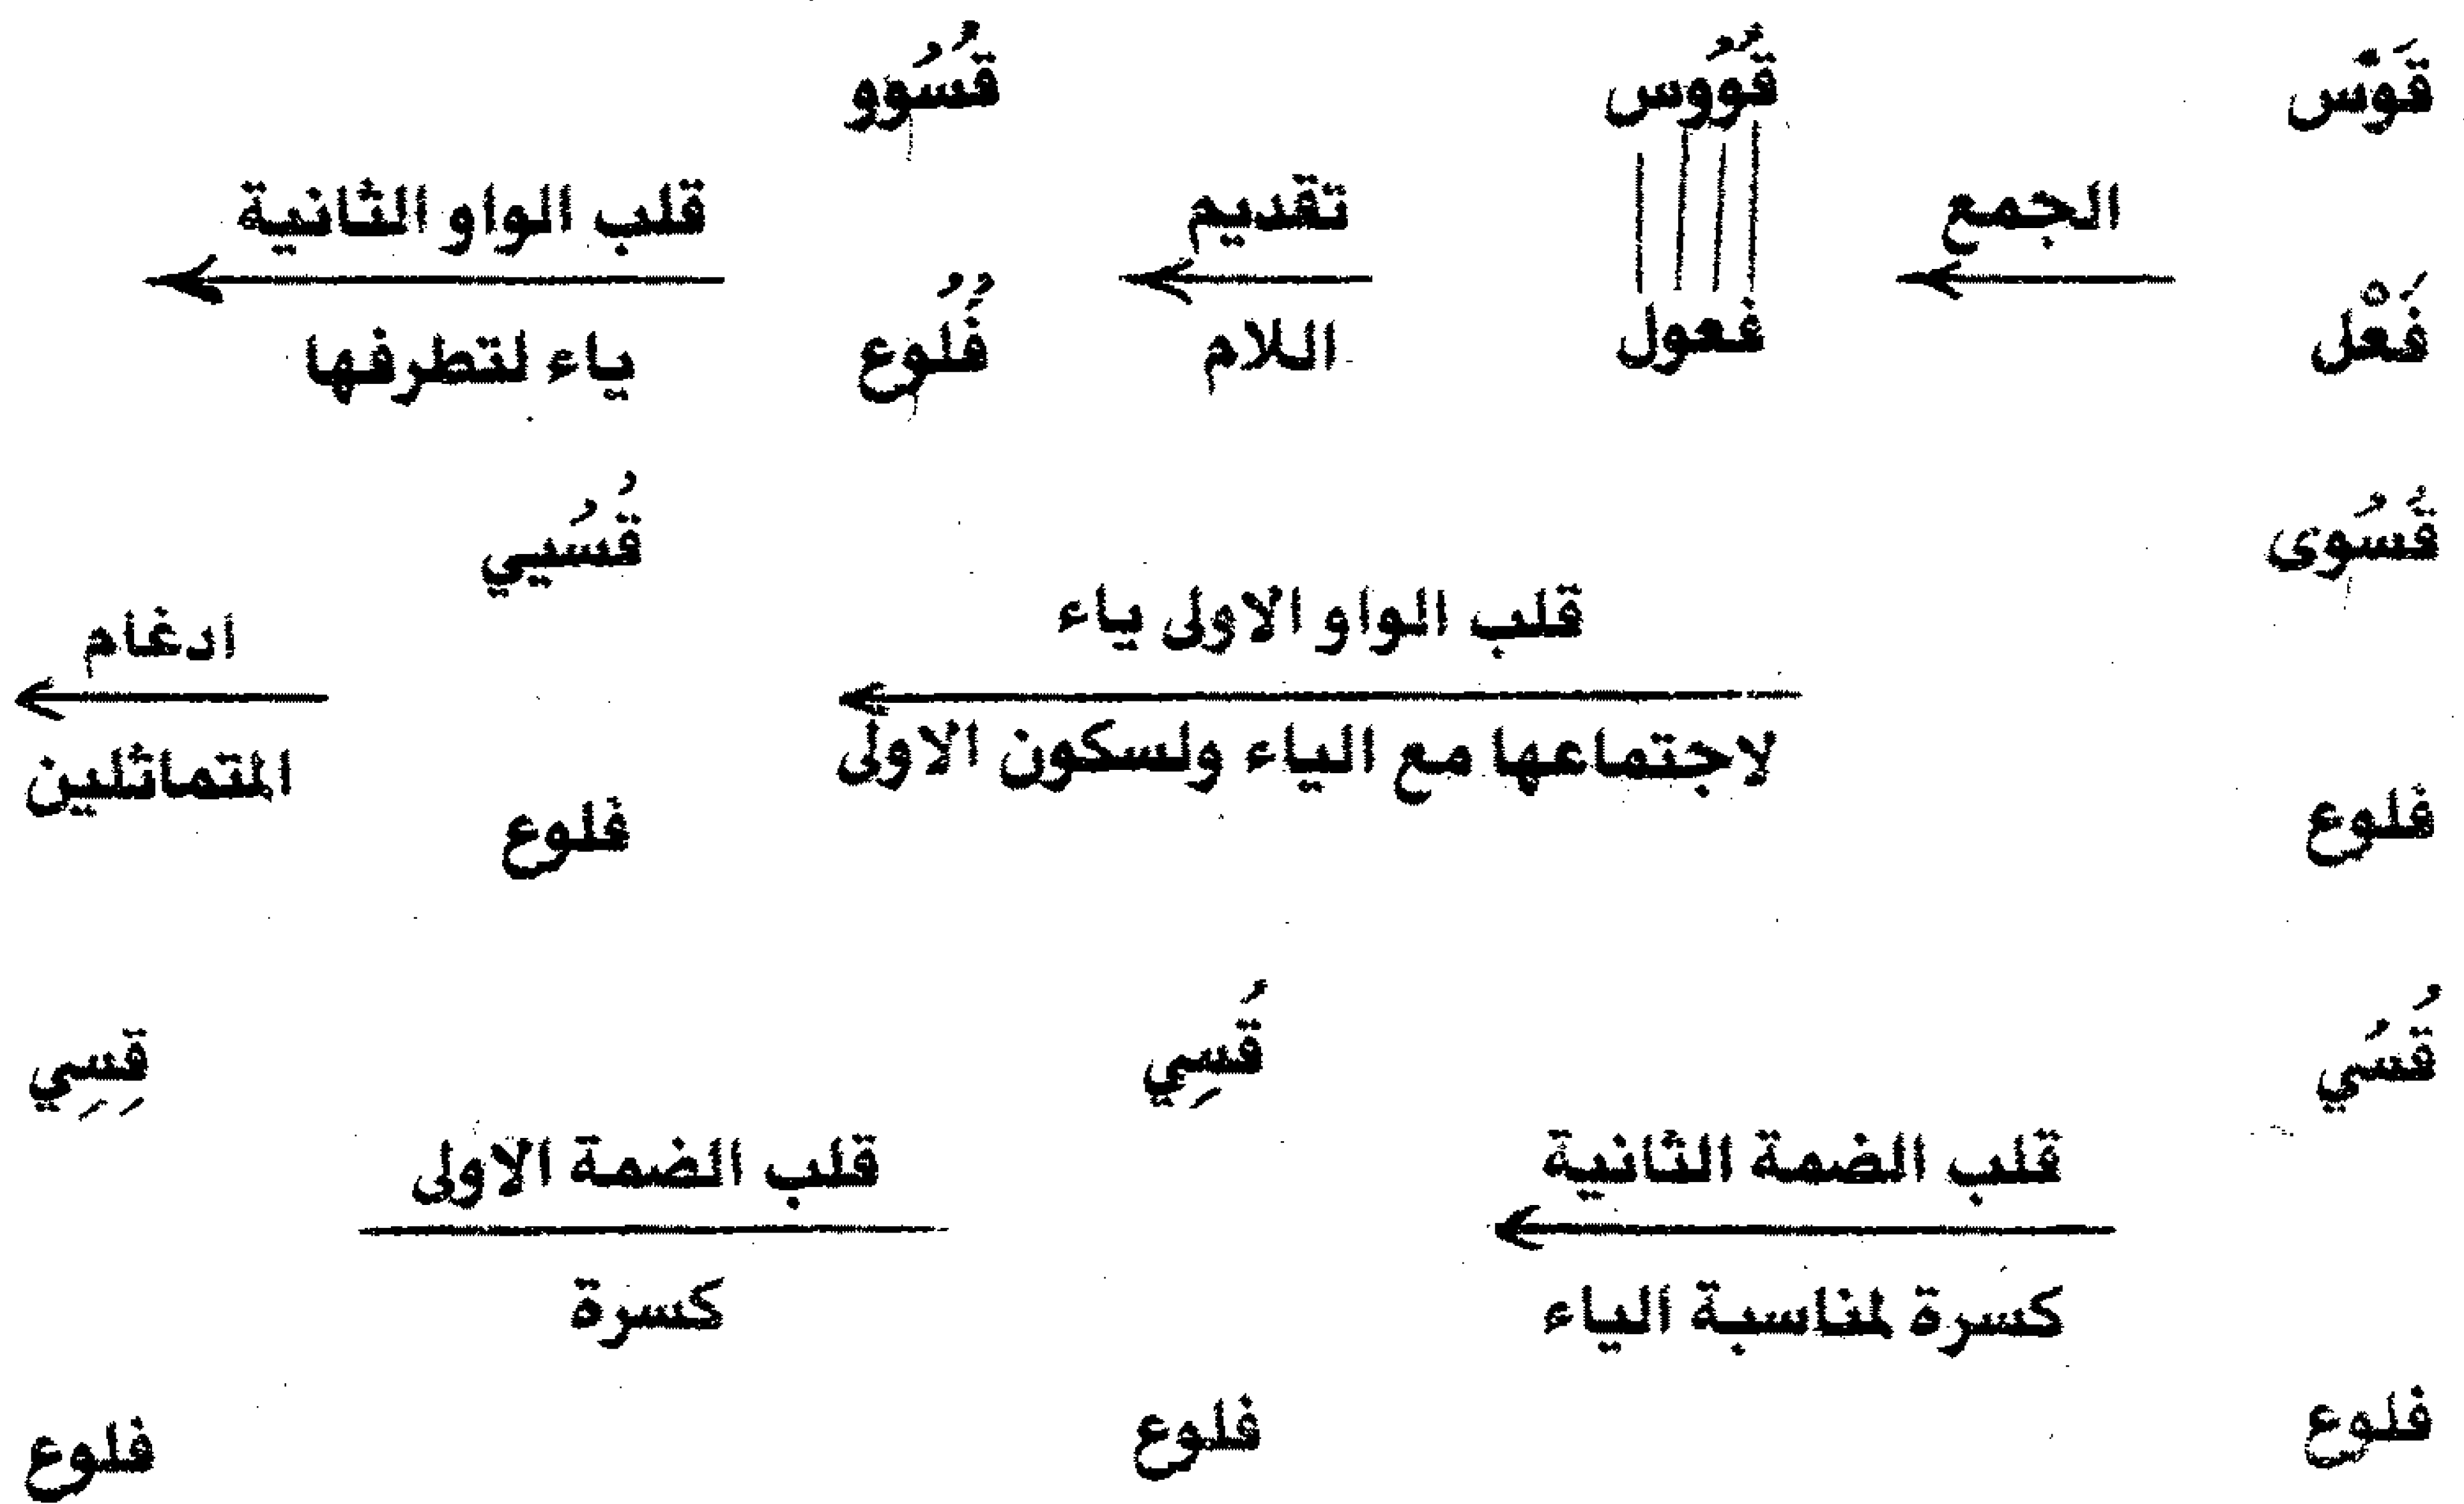 قَوْس
الجمع
فَعْل
قُوُوس
فعول
تقديم
اللام
قُسُوو
فُلُوع
قلب الواو الثانية
ياء لتطرفها
قُسُوى
فلوع
قلب الواو الاولى ياء
لاجتماعها مع الياء ولسكون الاولى
قُسُيي
فلوع
ادغام
المتماثلين
قُسُي
فلوع
قلب الضمة الثانية
كسرة لمناسبة الياء
قُسِي
فلوع
قلب الضمة الاولى
كسرة
قِسِي
فلوع